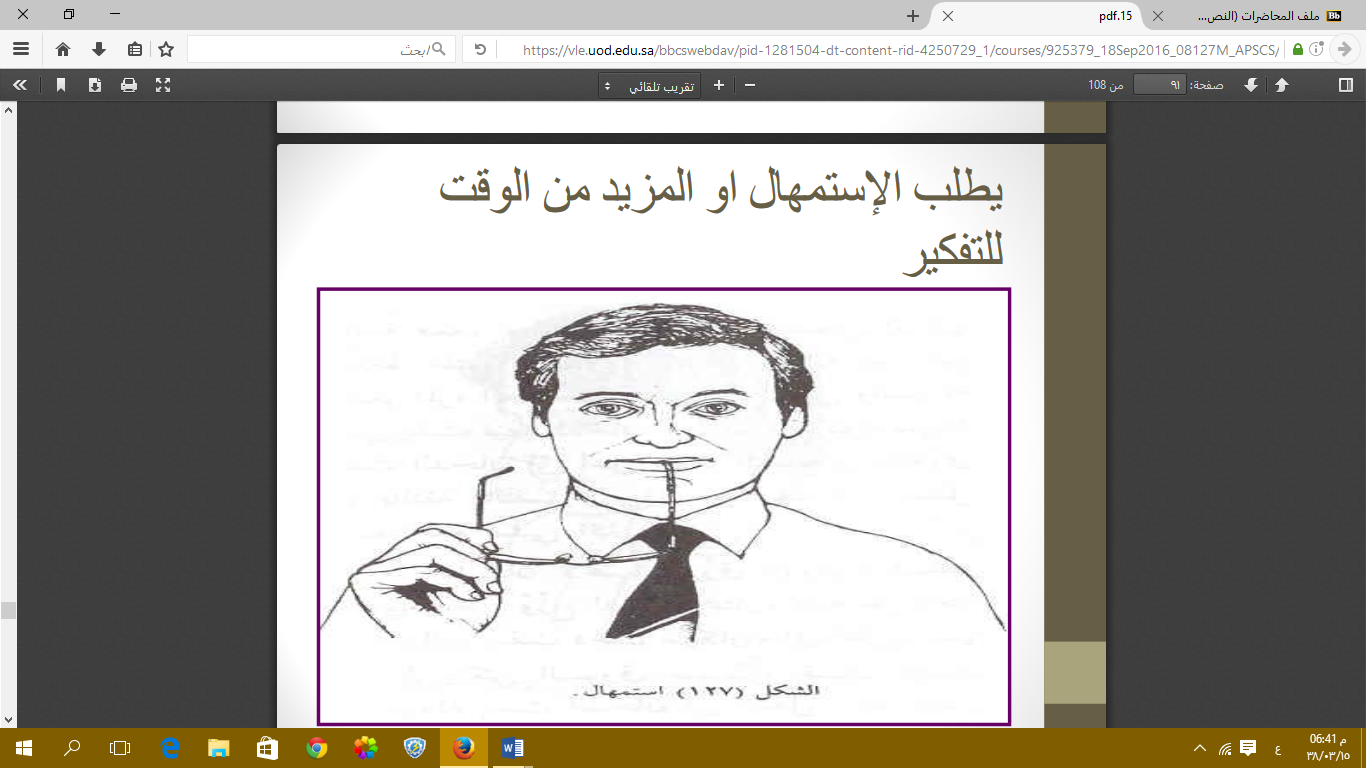 ملف المحاضرات (النص...
15.pdf
https://vle.uod.edu.sa/bbcswebdav/pid-1281504-dt-content-rid-4250729_1/courses/925379_18Sep2016_08127M_APSCS/
ابحث
صفحة: ٩١ من 108
تقريب تلقائي
يطلب الإستمهال او المزيد من الوقت
للتفكير
الشكل (١٢٧) استمهال .
ع
06:41 م
٣٨/٠٣/١٥